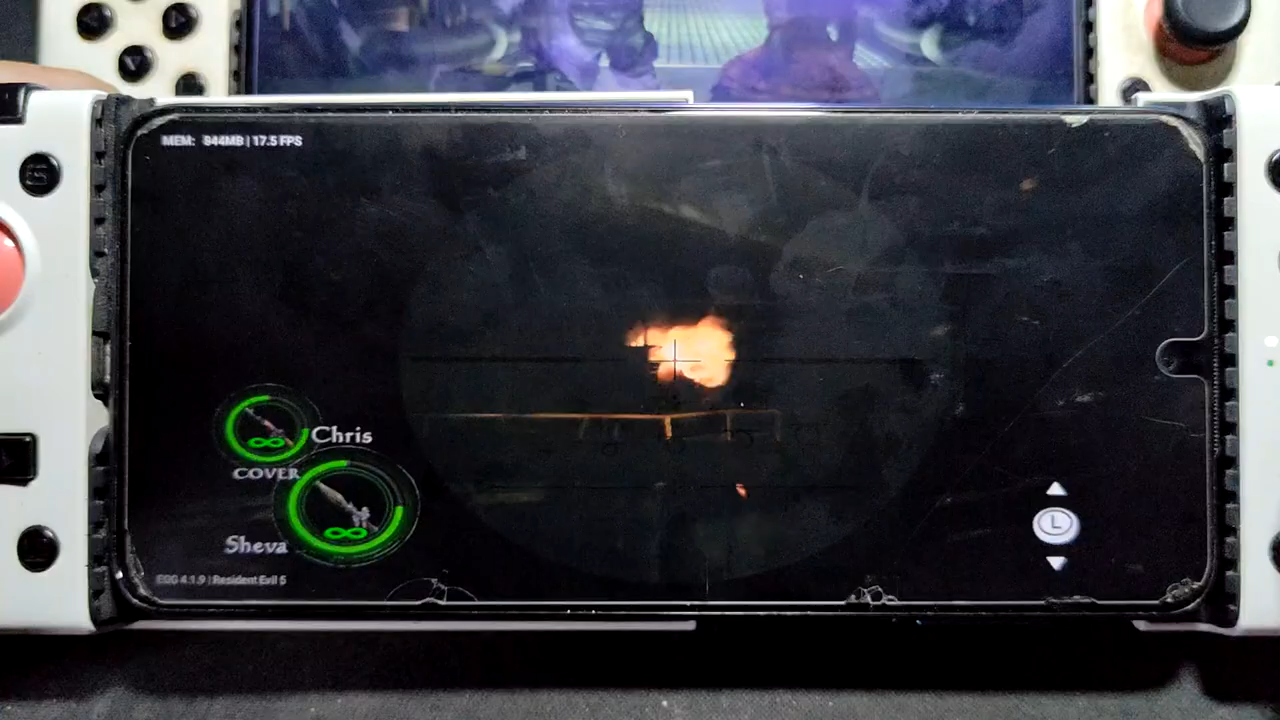 MEM: 844MB | 17.5 FPS
Chris
COVER
Sheva
L
EGG 4.1.9 | Resident Evil 5